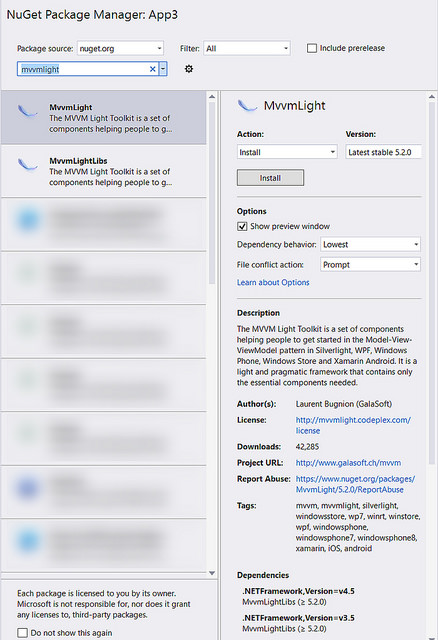 NuGet Package Manager: App3
Package source: nuget.org
Filter: All
Include prerelease
mvvmlight
MvvmLight
The MVVM Light Toolkit is a set of
components helping people to g...
MvvmLightLibs
The MVVM Light Toolkit is a set of
components helping people to g...
Each package is licensed to you by its owner.
Microsoft is not responsible for, nor does it grant
any licenses to, third-party packages.
Do not show this again
MvvmLight
Action:
Version:
Install
Latest stable 5.2.0
Install
Options
Show preview window
Dependency behavior: Lowest
File conflict action: Prompt
Learn about Options
Description
The MVVM Light Toolkit is a set of components
helping people to get started in the Model-View-
ViewModel pattern in Silverlight, WPF, Windows
Phone, Windows Store and Xamarin Android. It is a
light and pragmatic framework that contains only
the essential components needed.
Author(s): Laurent Bugnion (GalaSoft)
License: http://mvvmlight.codeplex.com/
license
Downloads: 42,285
Project URL: http://www.galasoft.ch/mvvm
Report Abuse: https://www.nuget.org/packages/
MvvmLight/5.2.0/ReportAbuse
Tags: mvvm, mvvmlight, silverlight,
windowsstore, wp7, winrt, winstore,
wpf, windowsphone,
windowsphone7, windowsphone8,
xamarin, iOS, android
Dependencies
.NETFramework,Version=v4.5
MvvmLightLibs (≥ 5.2.0)
.NETFramework,Version=v3.5
MvvmLightLibs (≥ 5.2.0)